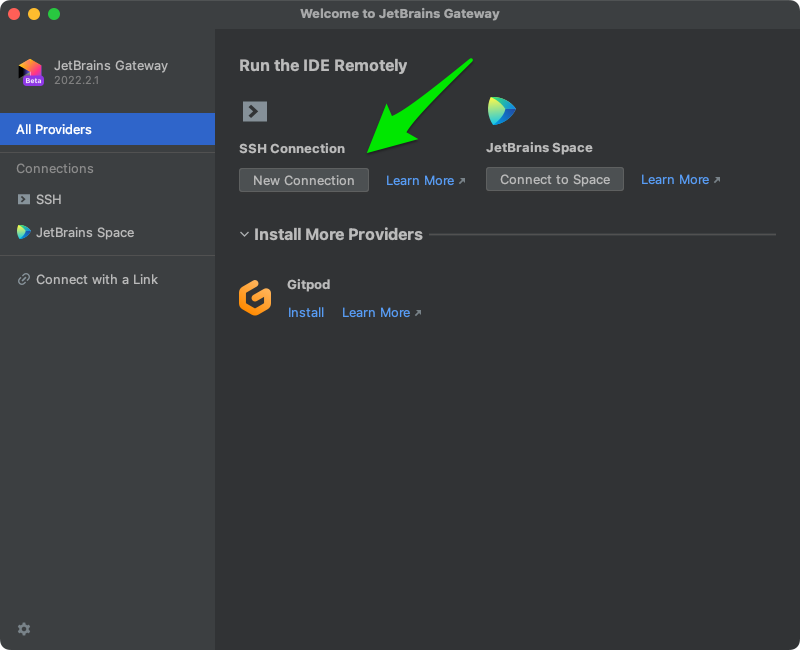 Welcome to JetBrains Gateway
JetBrains Gateway
2022.2.1
Beta
All Providers
Connections
SSH
JetBrains Space
Connect with a Link
Run the IDE Remotely
SSH Connection
New Connection
Learn More ↗
JetBrains Space
Connect to Space
Learn More ↗
Install More Providers
Gitpod
Install
Learn More ↗